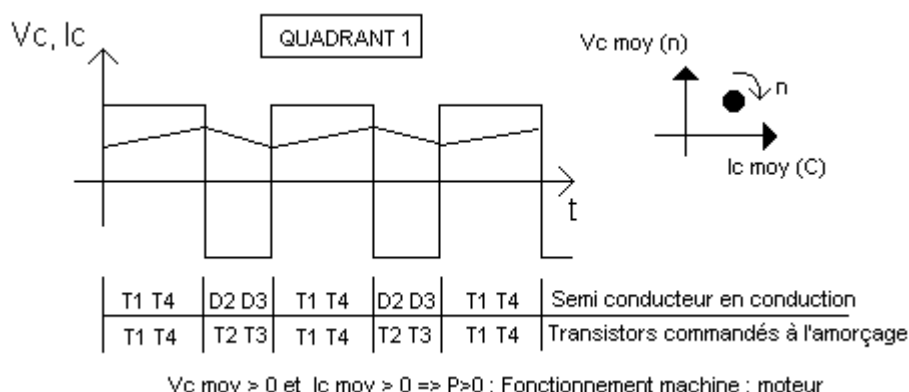 Vc, Ic
QUADRANT 1
Vc moy (n)
n
Ic moy (C)
t
T1 T4 D2 D3 T1 T4 D2 D3 T1 T4 Semi conducteur en conduction
T1 T4 T2 T3 T1 T4 T2 T3 T1 T4 Transistors commandés à l'amorçage
Vc moy > 0 et Ic moy > 0 => P>0 : Fonctionnement machine : moteur